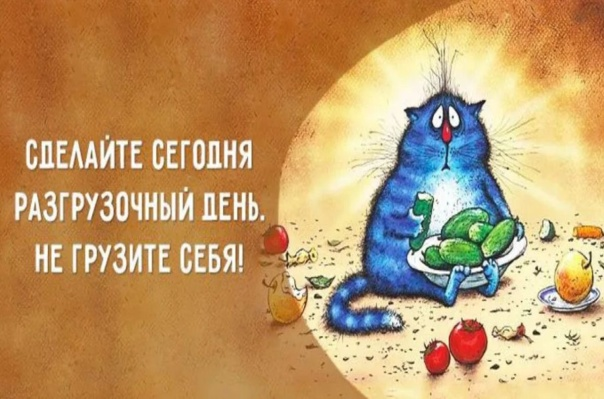 СДЕЛАЙТЕ СЕГОДНЯ
РАЗГРУЗОЧНЫЙ ДЕНЬ.
НЕ ГРУЗИТЕ СЕБЯ!